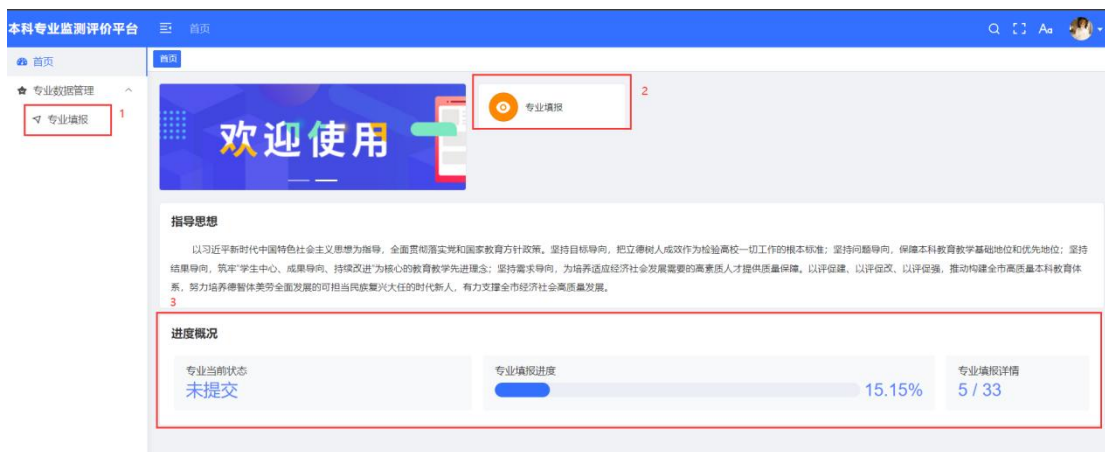 本科专业监测评价平台
首页
Aa
首页
首页
专业数据管理
专业填报
1
欢迎使用
专业填报
2
指导思想
以习近平新时代中国特色社会主义思想为指导，全面贯彻落实党和国家教育方针政策。坚持目标导向，把立德树人成效作为检验高校一切工作的根本标准；坚持问题导向，保障本科教育教学基础地位和优先地位；坚持
结果导向，筑牢“学生中心、成果导向、持续改进”为核心的教育教学先进理念；坚持需求导向，为培养适应经济社会发展需要的高素质人才提供质量保障。以评促建、以评促改、以评促强，推动构建全市高质量本科教育体
系，努力培养德智体美劳全面发展的可担当民族复兴大任的时代新人，有力支撑全市经济社会高质量发展。
3
进度概况
专业当前状态
未提交
专业填报进度
15.15%
专业填报详情
5 / 33